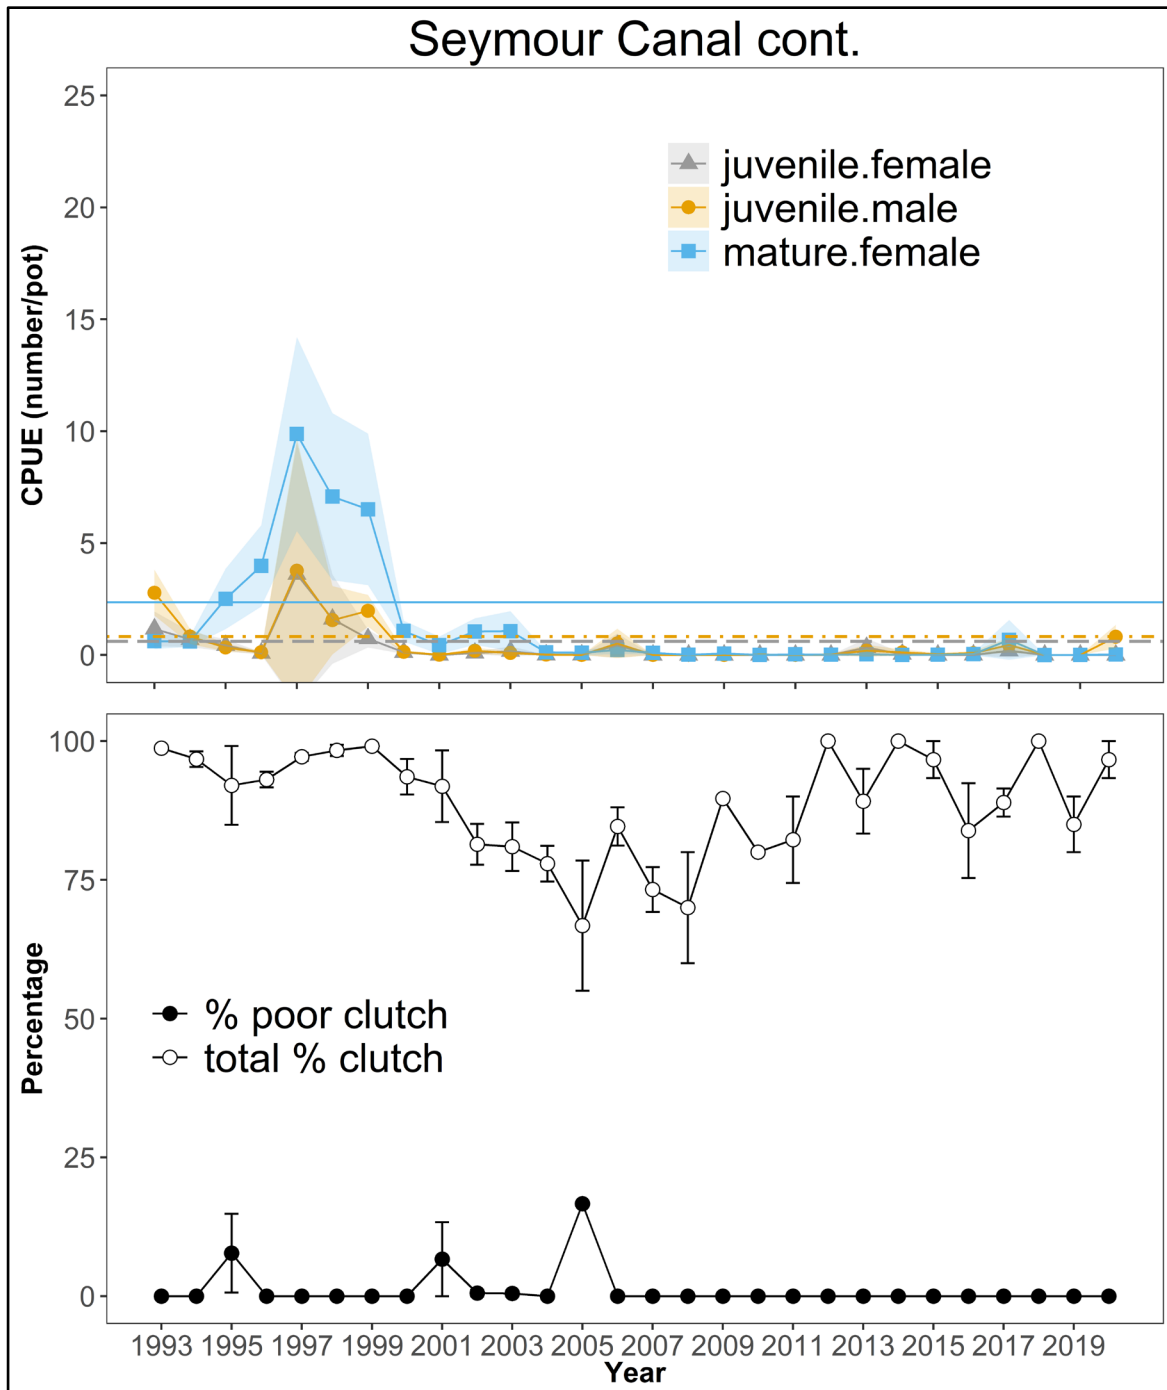 Seymour Canal cont.
CPUE (number/pot)
25
20
15
10
5
0
juvenile.female
juvenile.male
mature.female
Percentage
100
75
50
25
0
% poor clutch
total % clutch
1993 1995 1997 1999 2001 2003 2005 2007 2009 2011 2013 2015 2017 2019
Year